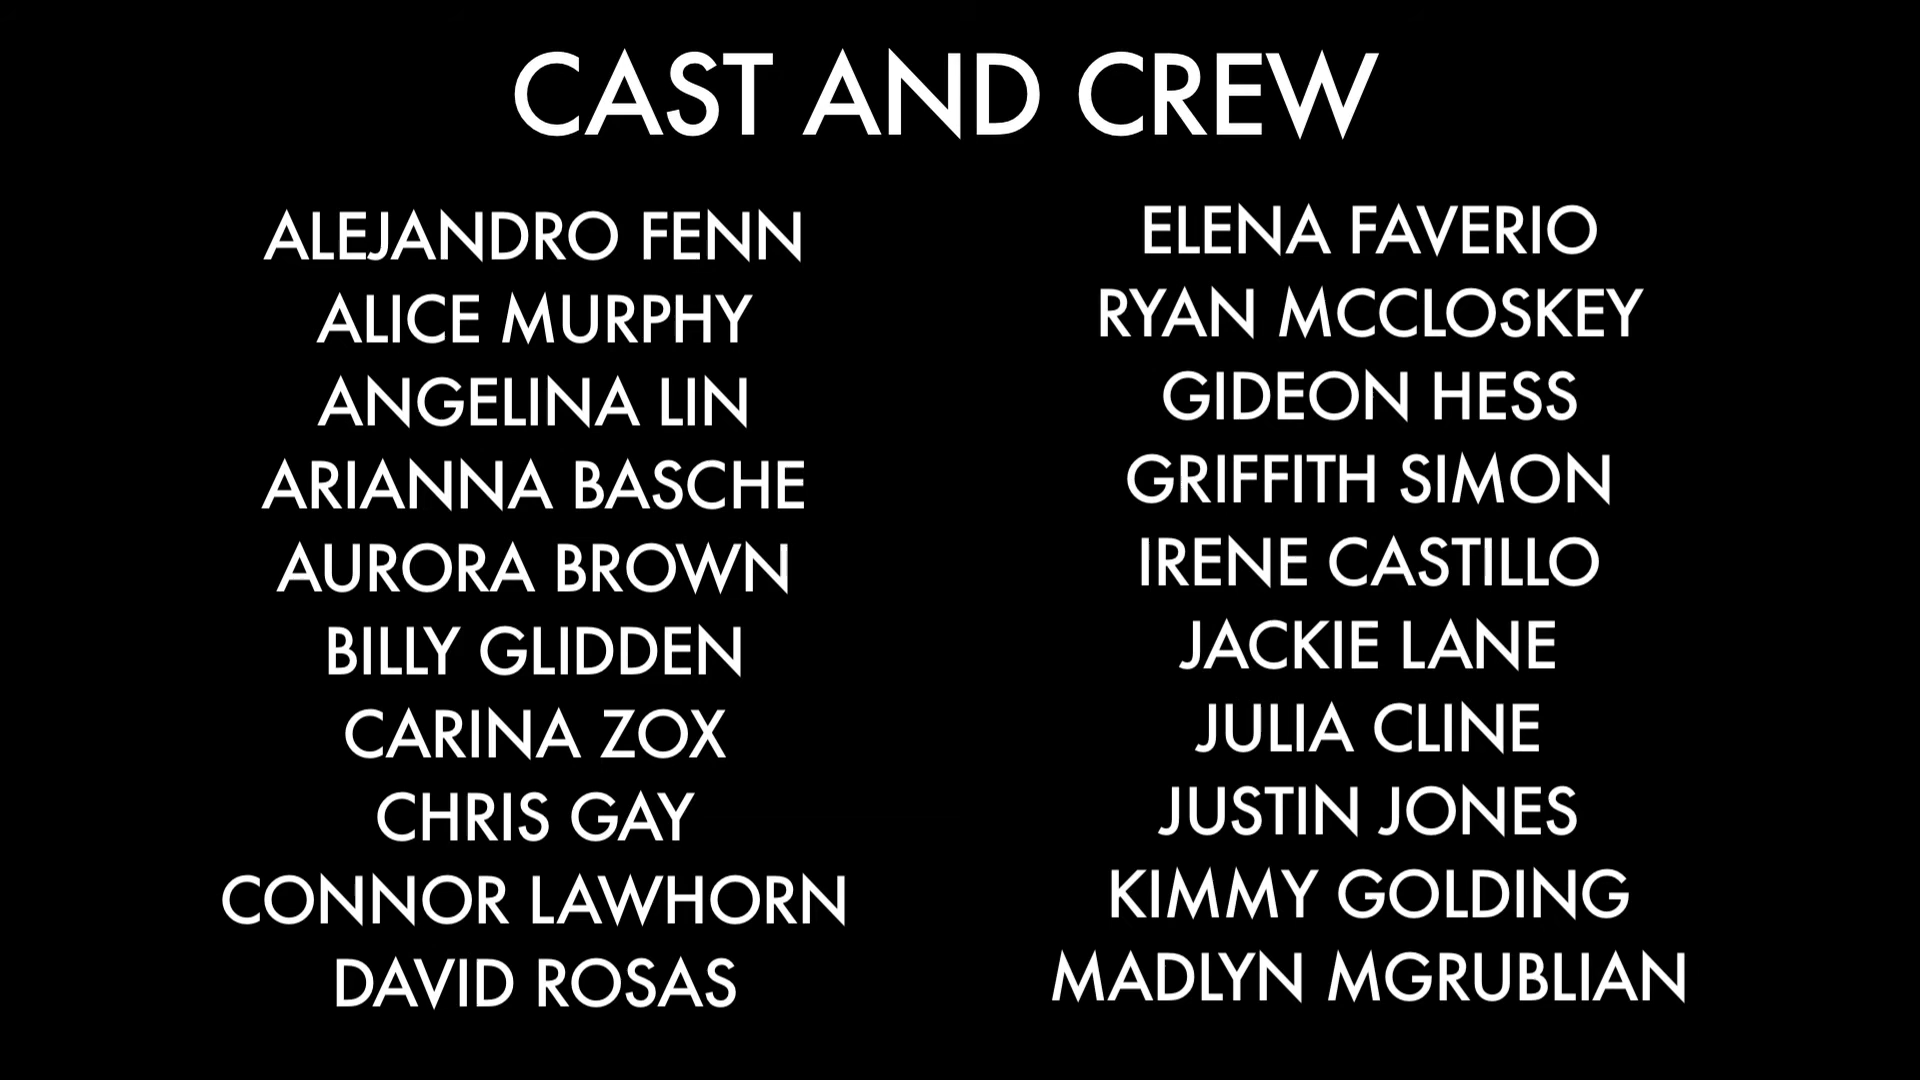 CAST AND CREW
ALEJANDRO FENN
ALICE MURPHY
ANGELINA LIN
ARIANNA BASCHE
AURORA BROWN
BILLY GLIDDEN
CARINA ZOX
CHRIS GAY
CONNOR LAWHORN
DAVID ROSAS
ELENA FAVERIO
RYAN MCCLOSKEY
GIDEON HESS
GRIFFITH SIMON
IRENE CASTILLO
JACKIE LANE
JULIA CLINE
JUSTIN JONES
KIMMY GOLDING
MADLYN MGRUBLIAN